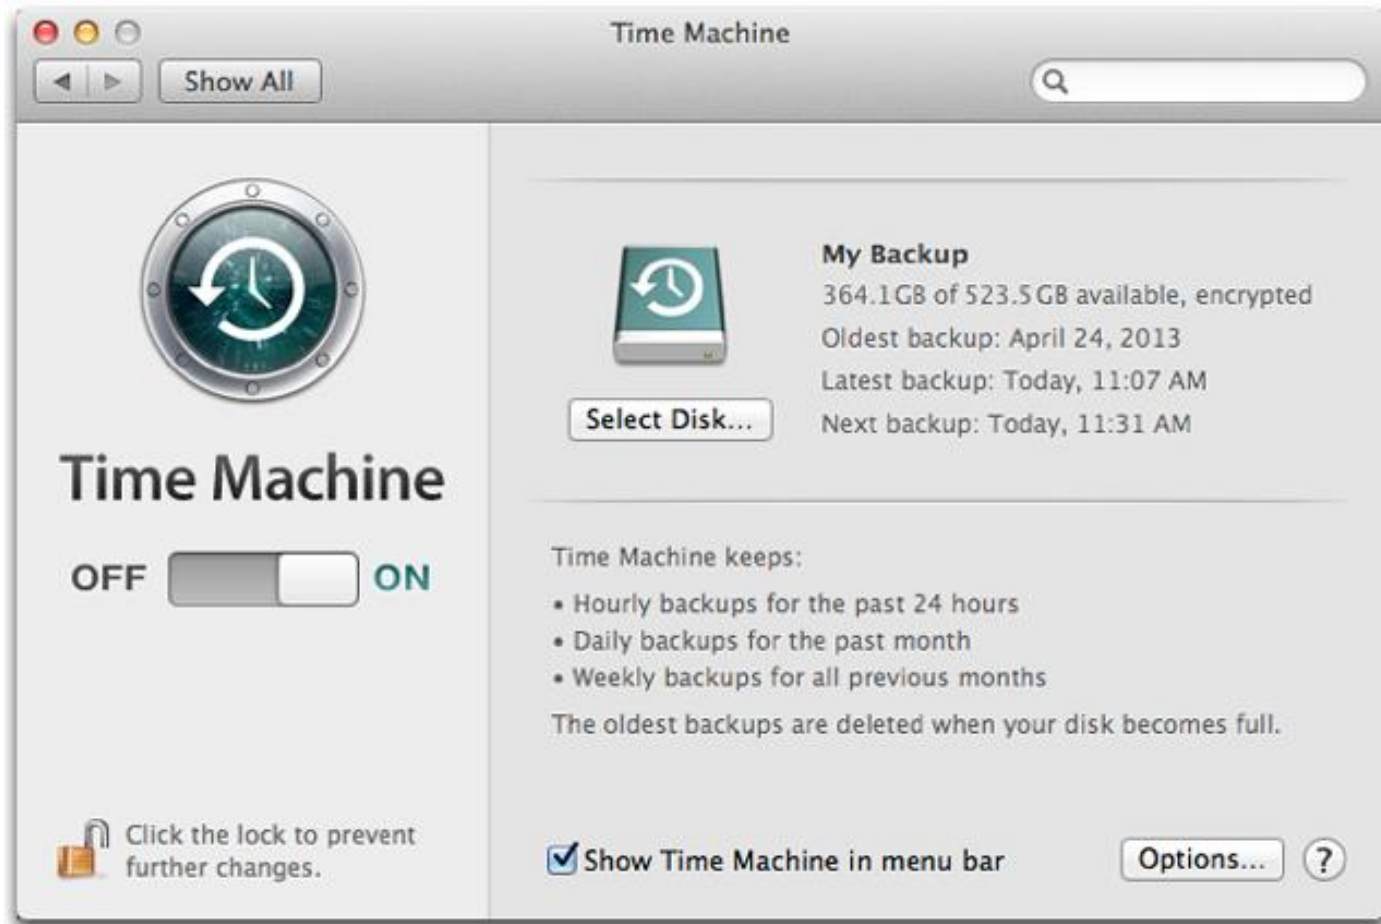 Time Machine
Show All
My Backup
364.1GB of 523.5GB available, encrypted
Oldest backup: April 24, 2013
Latest backup: Today, 11:07 AM
Select Disk...
Next backup: Today, 11:31 AM
Time Machine
OFF ON
Time Machine keeps:
• Hourly backups for the past 24 hours
• Daily backups for the past month
• Weekly backups for all previous months
The oldest backups are deleted when your disk becomes full.
Click the lock to prevent
further changes.
Show Time Machine in menu bar
Options... ?